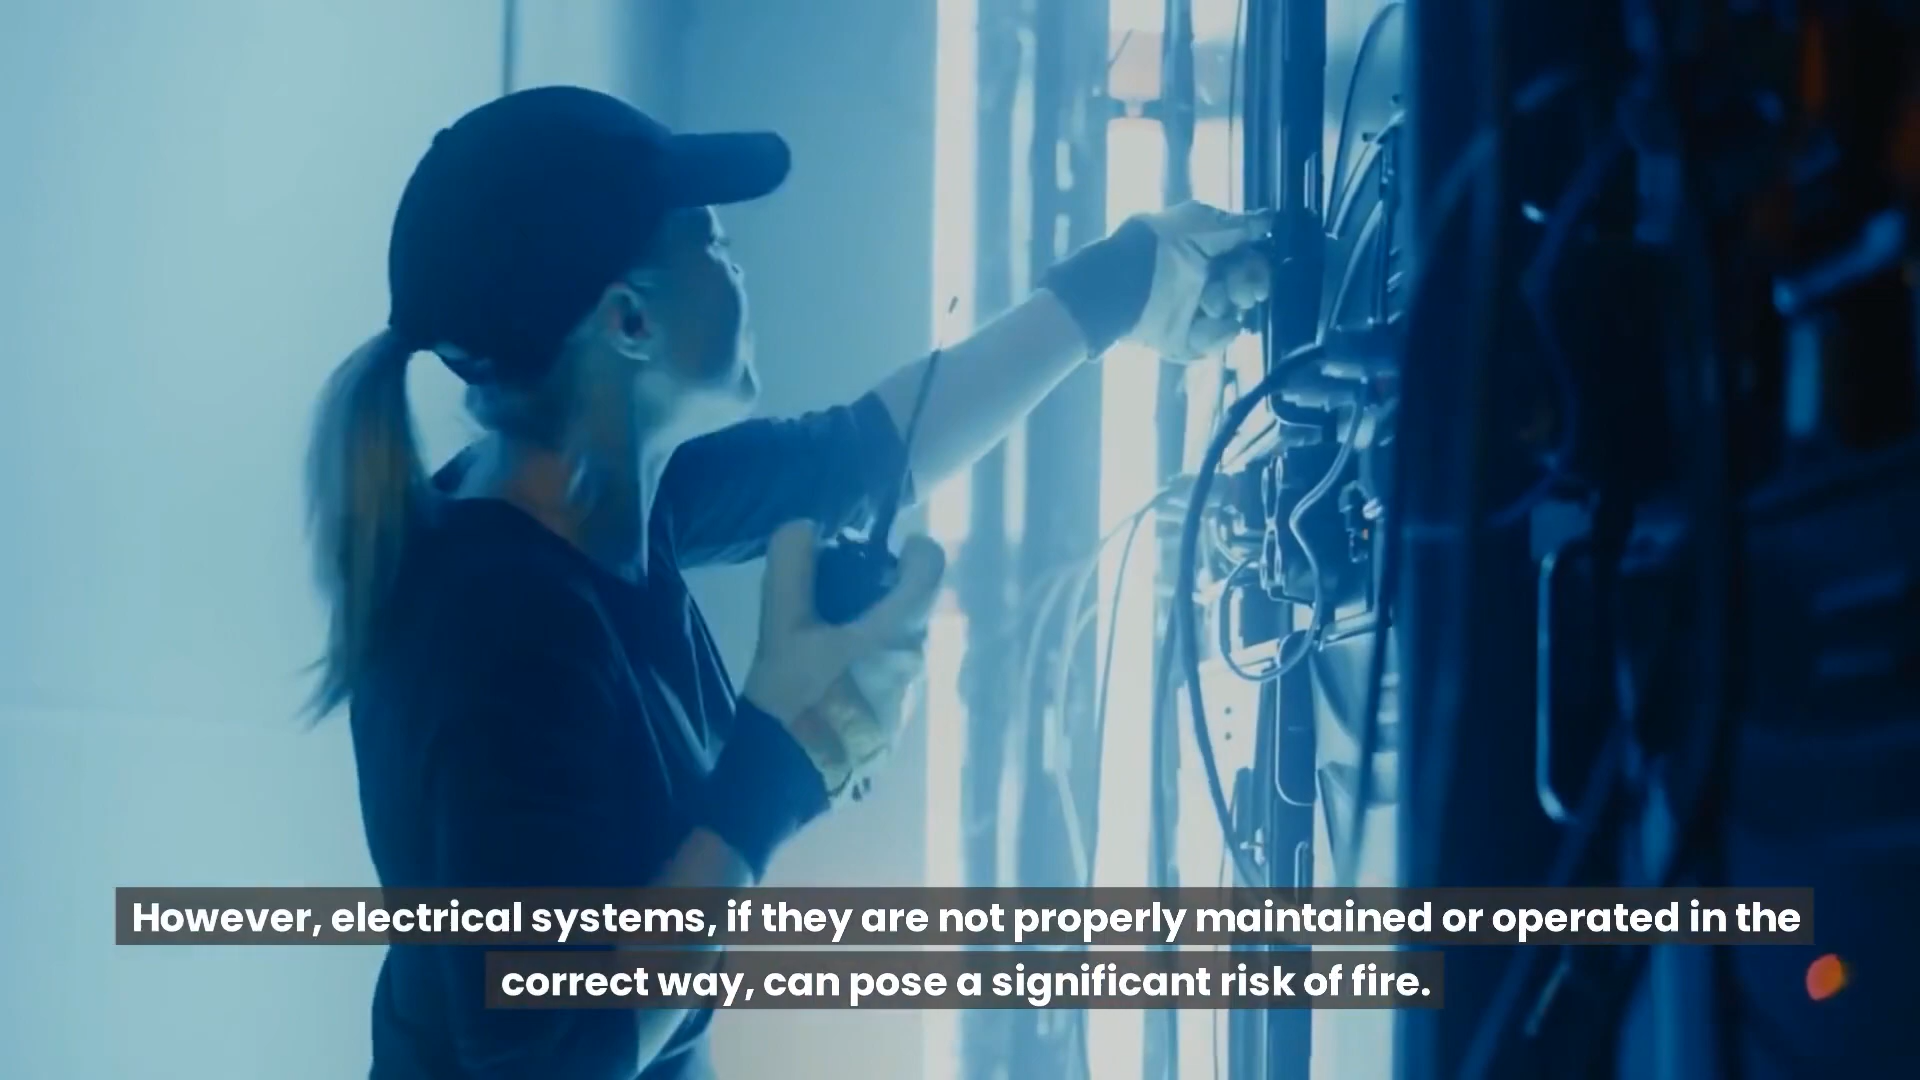 However, electrical systems, if they are not properly maintained or operated in the
correct way, can pose a significant risk of fire.